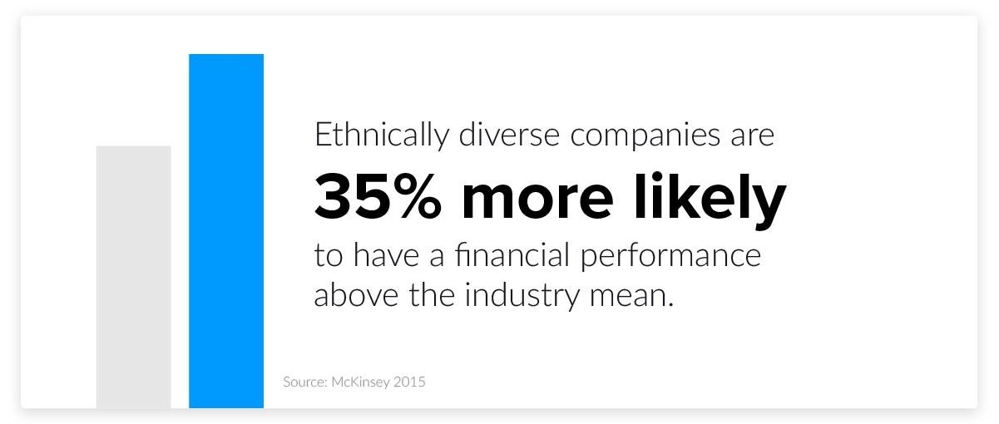 Ethnically diverse companies are
35% more likely
to have a financial performance
above the industry mean.
Source: McKinsey 2015